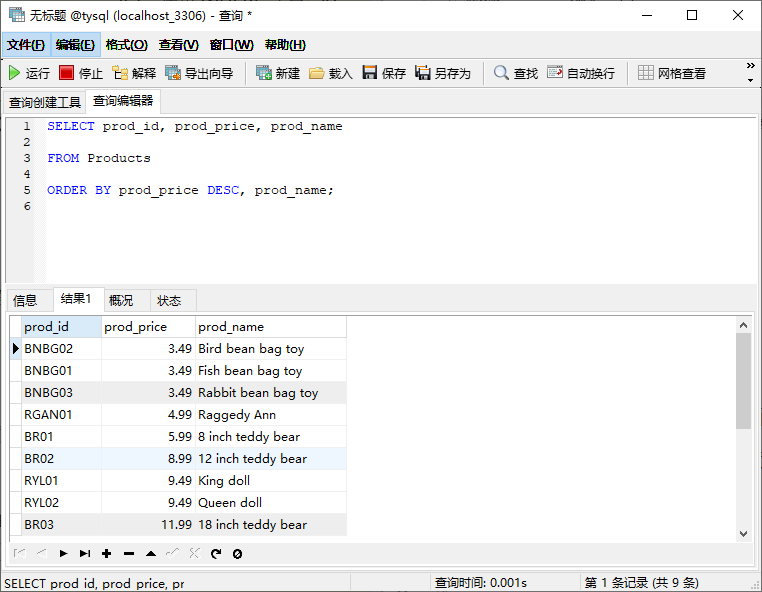 无标题 @tysql (localhost_3306) - 查询 *
文件(F) 编辑(E) 格式(O) 查看(V) 窗口(W) 帮助(H)
运行 停止 解释 导出向导 新建 载入 保存 另存为 查找 自动换行 网格查看
查询创建工具 查询编辑器
1 SELECT prod_id, prod_price, prod_name
2
3 FROM Products
4
5 ORDER BY prod_price DESC, prod_name;
6
信息 结果1 概况 状态
prod_id prod_price prod_name
BNBG02 3.49 Bird bean bag toy
BNBG01 3.49 Fish bean bag toy
BNBG03 3.49 Rabbit bean bag toy
RGAN01 4.99 Raggedy Ann
BR01 5.99 8 inch teddy bear
BR02 8.99 12 inch teddy bear
RYL01 9.49 King doll
RYL02 9.49 Queen doll
BR03 11.99 18 inch teddy bear
SELECT prod_id, prod_price, pr 查询时间: 0.001s 第 1 条记录 (共 9 条)